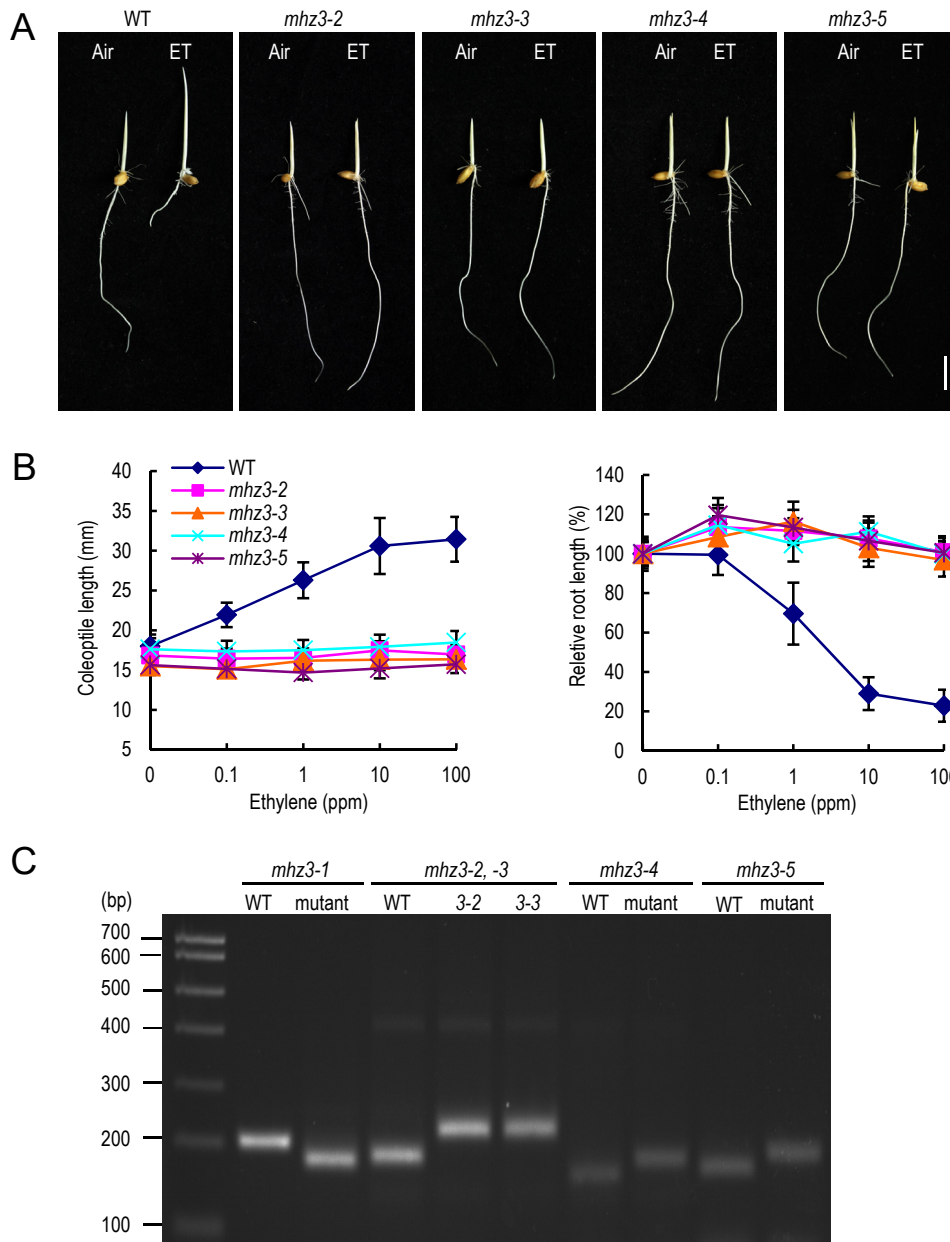 A
WT mhz3-2 mhz3-3 mhz3-4 mhz3-5
Air ET Air ET Air ET Air ET Air ET
B
WT
mhz3-2
mhz3-3
mhz3-4
mhz3-5
Coleoptile length (mm)
40
35
30
25
20
15
10
5
0 0.1 1 10 100
Ethylene (ppm)
Reletive root length (%)
140
120
100
80
60
40
20
0
0 0.1 1 10 100
Ethylene (ppm)
C
mhz3-1 mhz3-2, -3 mhz3-4 mhz3-5
(bp) WT mutant WT 3-2 3-3 WT mutant WT mutant
700
600
500
400
300
200
100